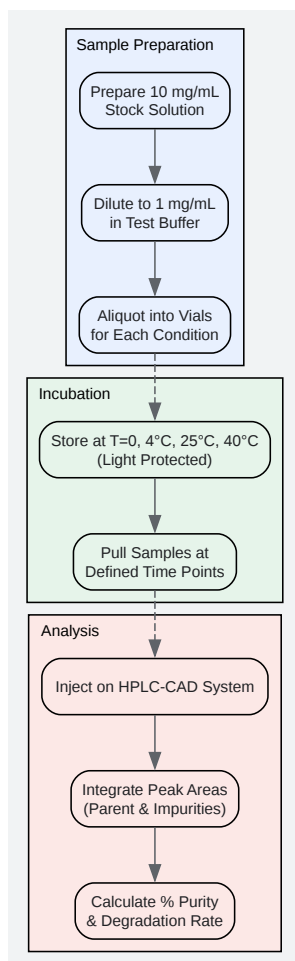 Sample Preparation
Prepare 10 mg/mL
Stock Solution
Dilute to 1 mg/mL
in Test Buffer
Aliquot into Vials
for Each Condition
Incubation
Store at T=0, 4°C, 25°C, 40°C
(Light Protected)
Pull Samples at
Defined Time Points
Analysis
Inject on HPLC-CAD System
Integrate Peak Areas
(Parent & Impurities)
Calculate % Purity
& Degradation Rate